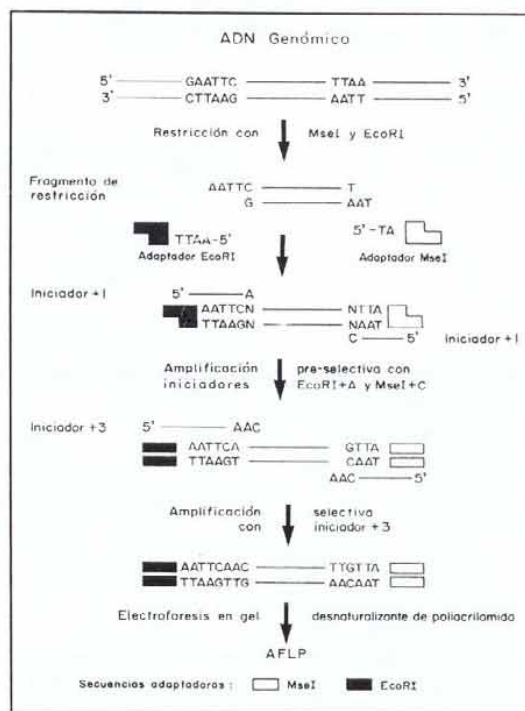 ADN Genómico
5' GAATTC TTAA 3'
3' CTTAAG AATT 5'
Restricción con MseI y EcoRI
Fragmento de restricción
AATTC T
G AAT
TTAA-5' 5'-TA
Adaptador EcoRI Adaptador MseI
Iniciador +1 5' A
AATTCN NTTA
TTAAGN NAAT
C 5' Iniciador +1
Amplificación pre-selectiva con
iniciadores EcoRI+A y MseI+C
Iniciador +3 5' AAC
AATTCA GTTA
TTAAGT CAAT
AAC 5'
Amplificación selectiva
con iniciador +3
AATTCAAC TTGTTA
TTAAGTTG AACAAT
Electroforesis en gel desnaturalizante de poliacrilamida
AFLP
Secuencias adaptadoras : MseI EcoRI